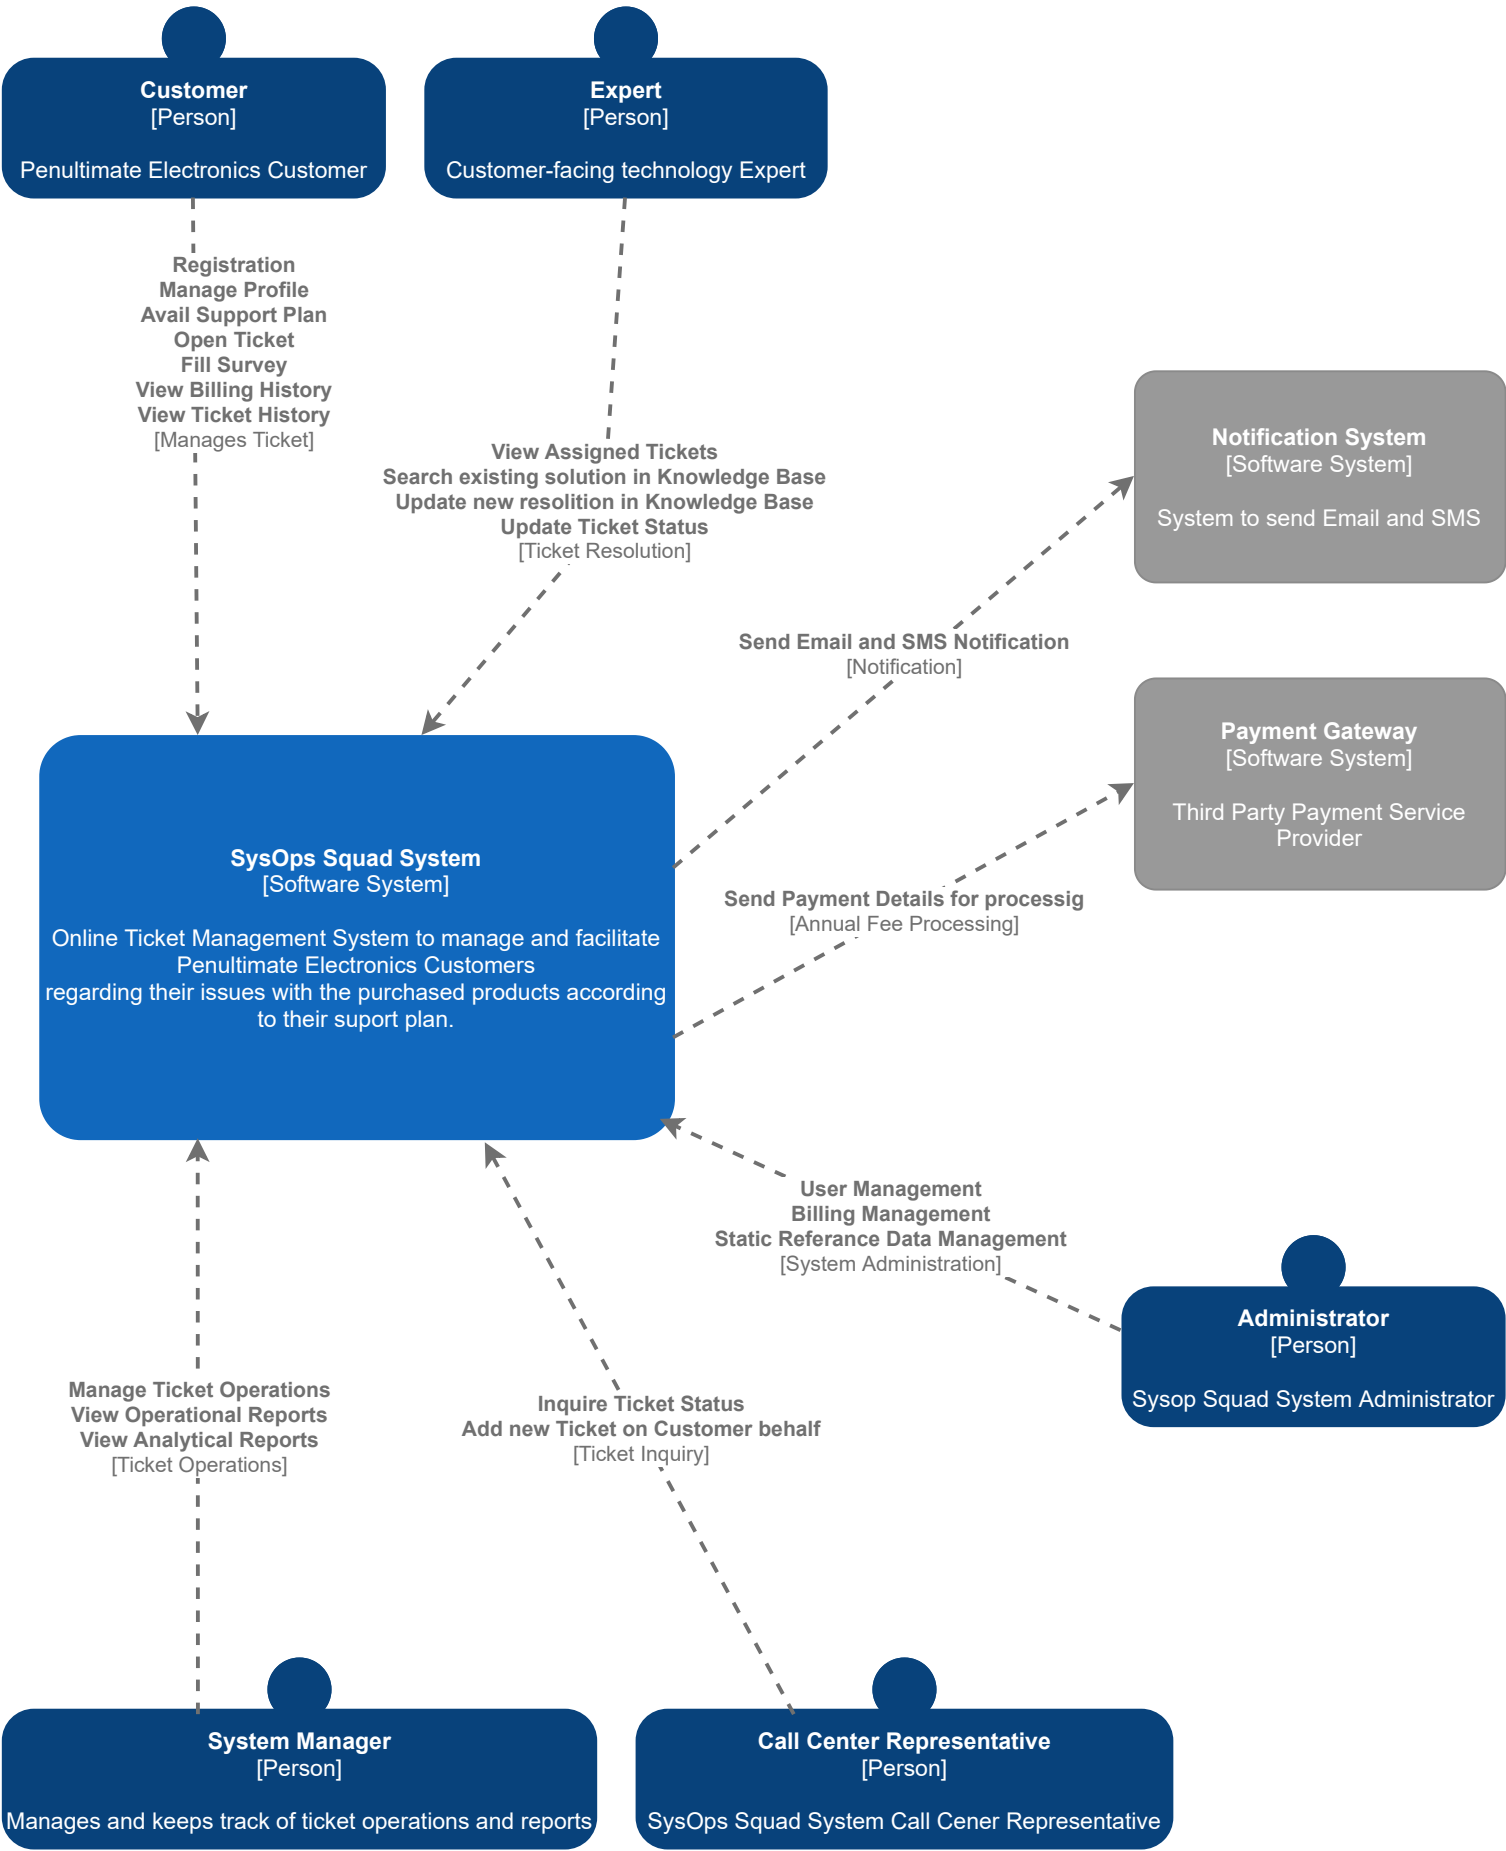 Customer
[Person]
Penultimate Electronics Customer
Expert
[Person]
Customer-facing technology Expert
Registration
Manage Profile
Avail Support Plan
Open Ticket
Fill Survey
View Billing History
View Ticket History
[Manages Ticket]
View Assigned Tickets
Search existing solution in Knowledge Base
Update new resolition in Knowledge Base
Update Ticket Status
[Ticket Resolution]
Notification System
[Software System]
System to send Email and SMS
Send Email and SMS Notification
[Notification]
Payment Gateway
[Software System]
Third Party Payment Service
Provider
SysOps Squad System
[Software System]
Online Ticket Management System to manage and facilitate
Penultimate Electronics Customers
regarding their issues with the purchased products according
to their suport plan.
Send Payment Details for processig
[Annual Fee Processing]
User Management
Billing Management
Static Referance Data Management
[System Administration]
Administrator
[Person]
Sysop Squad System Administrator
Manage Ticket Operations
View Operational Reports
View Analytical Reports
[Ticket Operations]
Inquire Ticket Status
Add new Ticket on Customer behalf
[Ticket Inquiry]
System Manager
[Person]
Manages and keeps track of ticket operations and reports
Call Center Representative
[Person]
SysOps Squad System Call Cener Representative